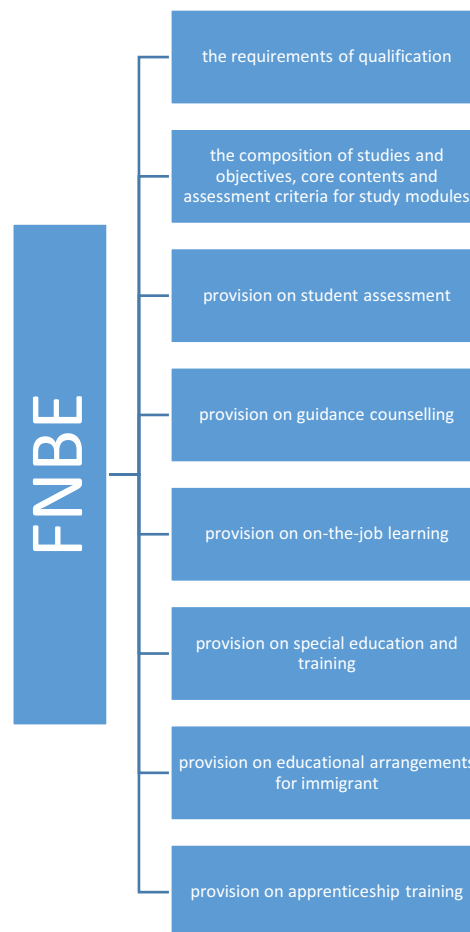 FNBE
the requirements of qualification
the composition of studies and
objectives, core contents and
assessment criteria for study modules
provision on student assessment
provision on guidance counselling
provision on on-the-job learning
provision on special education and
training
provision on educational arrangements
for immigrant
provision on apprenticeship training